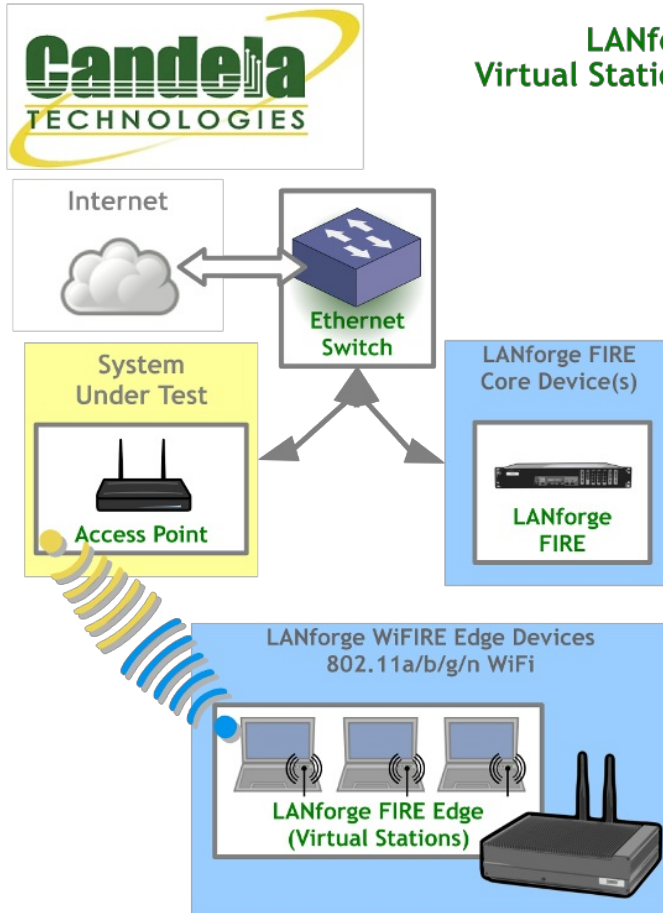 Candela
TECHNOLOGIES
Virtual
Internet
Ethernet
Switch
System
Under Test
Access Point
LANforge FIRE
Core Device(s)
LANforge
FIRE
LANforge WiFIRE Edge Devices
802.11a/b/g/n WiFi
LANforge FIRE Edge
(Virtual Stations)